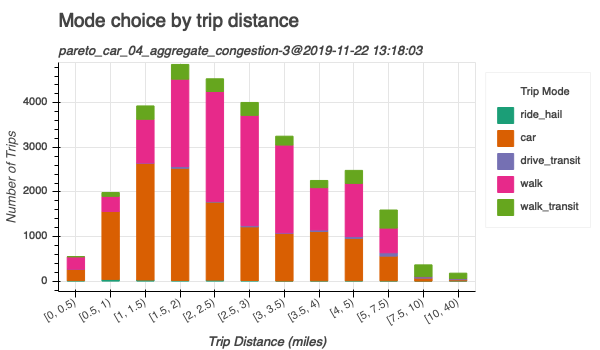 Mode choice by trip distance
pareto_car_04_aggregate_congestion-3@2019-11-22 13:18:03
Number of Trips
4000
3000
2000
1000
0
[0, 0.5)
[0.5, 1)
[1, 1.5)
[1.5, 2)
[2, 2.5)
[2.5, 3)
[3, 3.5)
[3.5, 4)
[4, 5)
[5, 7.5)
[7.5, 10)
[10, 40)
Trip Distance (miles)
Trip Mode
ride_hail
car
drive_transit
walk
walk_transit